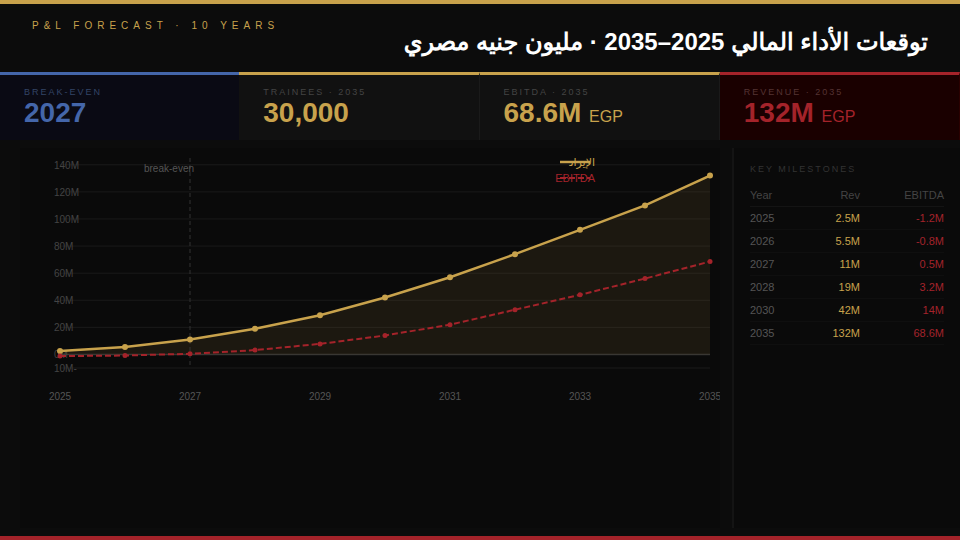 P&L FORECAST · 10 YEARS
توقعات الأداء المالي 2025–2035 · مليون جنيه مصري
BREAK-EVEN
2027
TRAINEES · 2035
30,000
EBITDA · 2035
68.6M EGP
REVENUE · 2035
132M EGP
break-even
الإيراد
EBITDA
140M
120M
100M
80M
60M
40M
20M
0
10M-
2025 2027 2029 2031 2033 2035
KEY MILESTONES
Year Rev EBITDA
2025 2.5M -1.2M
2026 5.5M -0.8M
2027 11M 0.5M
2028 19M 3.2M
2030 42M 14M
2035 132M 68.6M